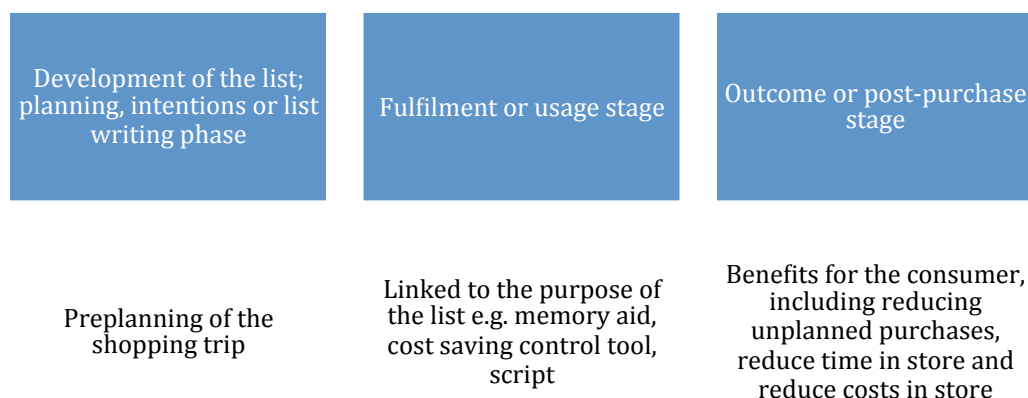 Development of the list;
planning, intentions or list
writing phase
Fulfilment or usage stage
Outcome or post-purchase
stage
Preplanning of the
shopping trip
Linked to the purpose of
the list e.g. memory aid,
cost saving control tool,
script
Benefits for the consumer,
including reducing
unplanned purchases,
reduce time in store and
reduce costs in store